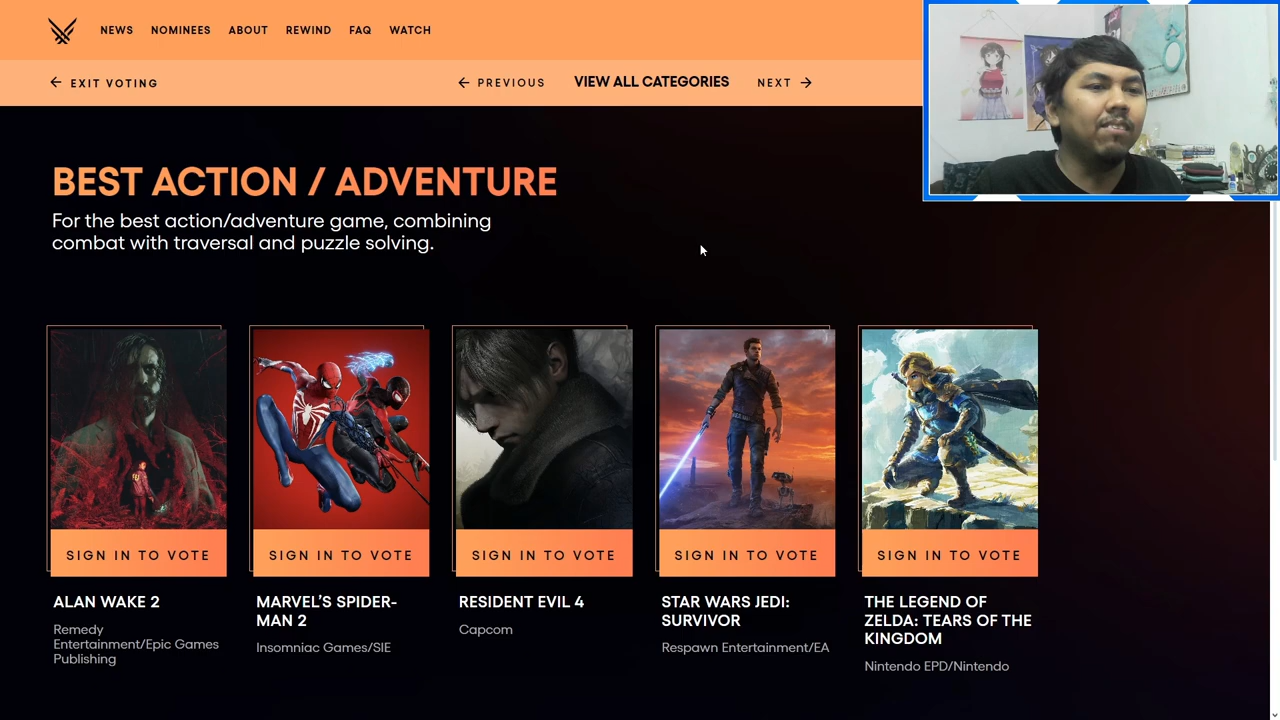 NEWS NOMINEES ABOUT REWIND FAQ WATCH
EXIT VOTING
PREVIOUS VIEW ALL CATEGORIES NEXT
BEST ACTION / ADVENTURE
For the best action/adventure game, combining
combat with traversal and puzzle solving.
SIGN IN TO VOTE
ALAN WAKE 2
Remedy
Entertainment/Epic Games
Publishing
SIGN IN TO VOTE
MARVEL’S SPIDER-
MAN 2
Insomniac Games/SIE
SIGN IN TO VOTE
RESIDENT EVIL 4
Capcom
SIGN IN TO VOTE
STAR WARS JEDI:
SURVIVOR
Respawn Entertainment/EA
SIGN IN TO VOTE
THE LEGEND OF
ZELDA: TEARS OF THE
KINGDOM
Nintendo EPD/Nintendo